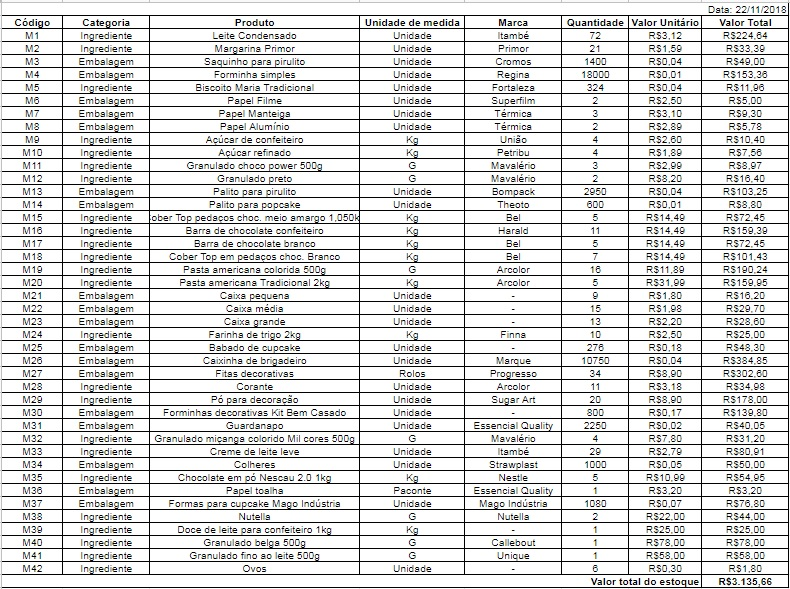 Data: 22/11/2018
Código Categoria Produto Unidade de medida Marca Quantidade Valor Unitário Valor Total
M1 Ingrediente Leite Condensado Unidade Itambé 72 R$3,12 R$224,64
M2 Ingrediente Margarina Primor Unidade Primor 21 R$1,59 R$33,39
M3 Embalagem Saquinho para pirulito Unidade Cromos 1400 R$0,04 R$49,00
M4 Embalagem Forminha simples Unidade Regina 18000 R$0,01 R$153,36
M5 Ingrediente Biscoito Maria Tradicional Unidade Fortaleza 324 R$0,04 R$11,96
M6 Embalagem Papel Filme Unidade Superfilm 2 R$2,50 R$5,00
M7 Embalagem Papel Manteiga Unidade Térmica 3 R$3,10 R$9,30
M8 Embalagem Papel Alumínio Unidade Térmica 2 R$2,89 R$5,78
M9 Ingrediente Açúcar de confeiteiro Kg União 4 R$2,60 R$10,40
M10 Ingrediente Açúcar refinado Kg Petribu 4 R$1,89 R$7,56
M11 Ingrediente Granulado choco power 500g G Mavalério 3 R$2,99 R$8,97
M12 Ingrediente Granulado preto G Mavalério 2 R$8,20 R$16,40
M13 Embalagem Palito para pirulito Unidade Bompack 2950 R$0,04 R$103,25
M14 Embalagem Palito para popcake Unidade Theoto 600 R$0,01 R$8,80
M15 Ingrediente Cober Top pedaços choc. meio amargo 1,050k Kg Bel 5 R$14,49 R$72,45
M16 Ingrediente Barra de chocolate confeiteiro Kg Harald 11 R$14,49 R$159,39
M17 Ingrediente Barra de chocolate branco Kg Bel 5 R$14,49 R$72,45
M18 Ingrediente Cober Top em pedaços choc. Branco Kg Bel 7 R$14,49 R$101,43
M19 Ingrediente Pasta americana colorida 500g G Arcolor 16 R$11,89 R$190,24
M20 Ingrediente Pasta americana Tradicional 2kg Kg Arcolor 5 R$31,99 R$159,95
M21 Embalagem Caixa pequena Unidade - 9 R$1,80 R$16,20
M22 Embalagem Caixa média Unidade - 15 R$1,98 R$29,70
M23 Embalagem Caixa grande Unidade - 13 R$2,20 R$28,60
M24 Ingrediente Farinha de trigo 2kg Kg Finna 10 R$2,50 R$25,00
M25 Embalagem Babado de cupcake Unidade - 276 R$0,18 R$48,30
M26 Embalagem Caixinha de brigadeiro Unidade Marque 10750 R$0,04 R$384,85
M27 Embalagem Fitas decorativas Rolos Progresso 34 R$8,90 R$302,60
M28 Ingrediente Corante Unidade Arcolor 11 R$3,18 R$34,98
M29 Ingrediente Pó para decoração Unidade Sugar Art 20 R$8,90 R$178,00
M30 Embalagem Forminhas decorativas Kit Bem Casado Unidade - 800 R$0,17 R$139,80
M31 Embalagem Guardanapo Unidade Essencial Quality 2250 R$0,02 R$40,05
M32 Ingrediente Granulado miçanga colorido Mil cores 500g G Mavalério 4 R$7,80 R$31,20
M33 Ingrediente Creme de leite leve Unidade Itambé 29 R$2,79 R$80,91
M34 Embalagem Colheres Unidade Strawplast 1000 R$0,05 R$50,00
M35 Ingrediente Chocolate em pó Nescau 2.0 1kg Kg Nestle 5 R$10,99 R$54,95
M36 Embalagem Papel toalha Paconte Essencial Quality 1 R$3,20 R$3,20
M37 Embalagem Formas para cupcake Mago Indústria Unidade Mago Indústria 1080 R$0,07 R$76,80
M38 Ingrediente Nutella G Nutella 2 R$22,00 R$44,00
M39 Ingrediente Doce de leite para confeiteiro 1kg Kg - 1 R$25,00 R$25,00
M40 Ingrediente Granulado belga 500g G Callebout 1 R$78,00 R$78,00
M41 Ingrediente Granulado fino ao leite 500g G Unique 1 R$58,00 R$58,00
M42 Ingrediente Ovos Unidade - 6 R$0,30 R$1,80
Valor total do estoque R$3.135,66